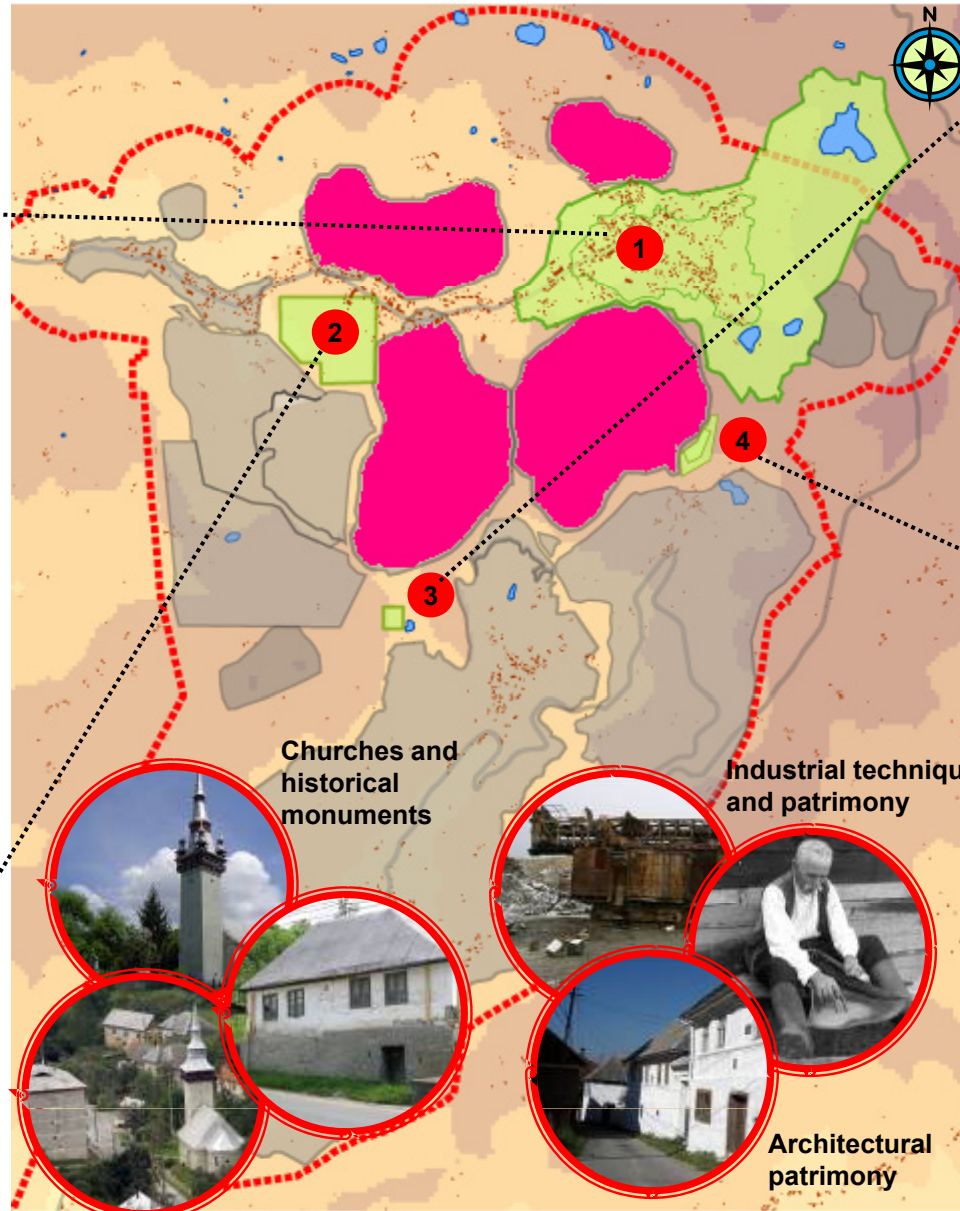 N
1
2
4
3
Churches and
historical
monuments
Industrial techniqu
and patrimony
Architectural
patrimony